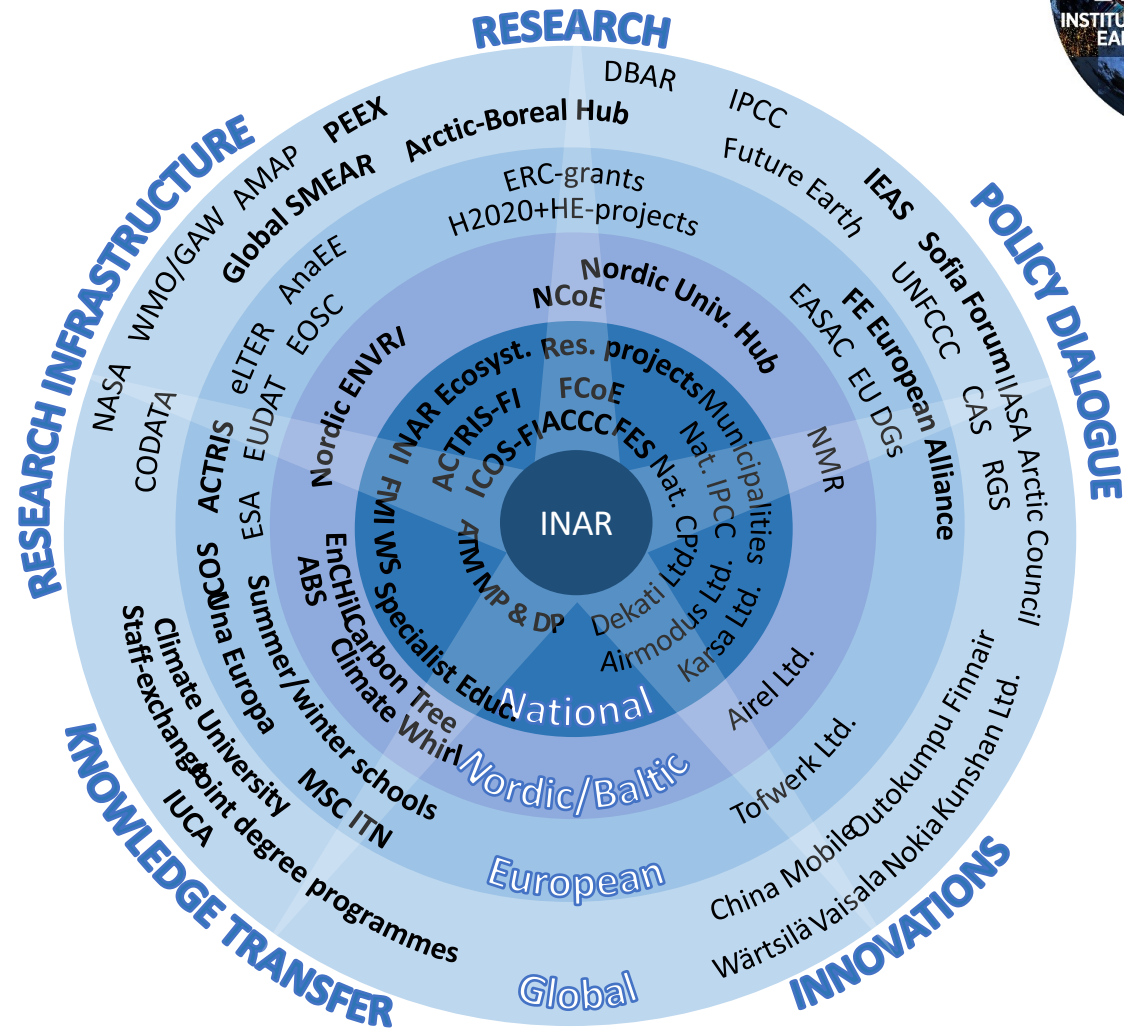 RESEARCH
INSTITU
EAR
DBAR
IPCC
PEEX
Arctic-Boreal Hub
Future Earth
IEAS
AMAP
Global SMEAR
WMO/GAW
NASA
CODATA
RESEARCH INFRASTRUCTURE
POLICY DIALOGUE
Sofia Forum
UNFCCC
IIASA
Arctic Council
CAS
RGS
ERC-grants
H2020+HE-projects
AnaEE
EOSC
eLTER
EUDAT
ACTRIS
ESA
ICOS
EASAC
FE European Alliance
EU DGs
Nordic Univ. Hub
NCoE
Nordic ENVRI
NMR
INAR Ecosyst.
Res. projects
Municipalities
ACTRIS-FI
FCoE
ICOS-FI
ACCC
FES
Nat. IPCC
Nat. CP.
INAR
FMI WS
Specialist Educ.
ATM MP & DP
Dekati Ltd.
Airmodus Ltd.
Karsa Ltd.
EnCHiL
ABS
Carbon Tree
Climate Whirl
Airel Ltd.
Una Europa
Summer/winter schools
MSC ITN
Tofwerk Ltd.
Climate University
Staff-exchange
Joint degree programmes
IUCA
Finnair
Outokumpu
China Mobile
Kunshan Ltd.
Nokia
Vaisala
Wärtsilä
National
Nordic/Baltic
European
Global
KNOWLEDGE TRANSFER
INNOVATIONS